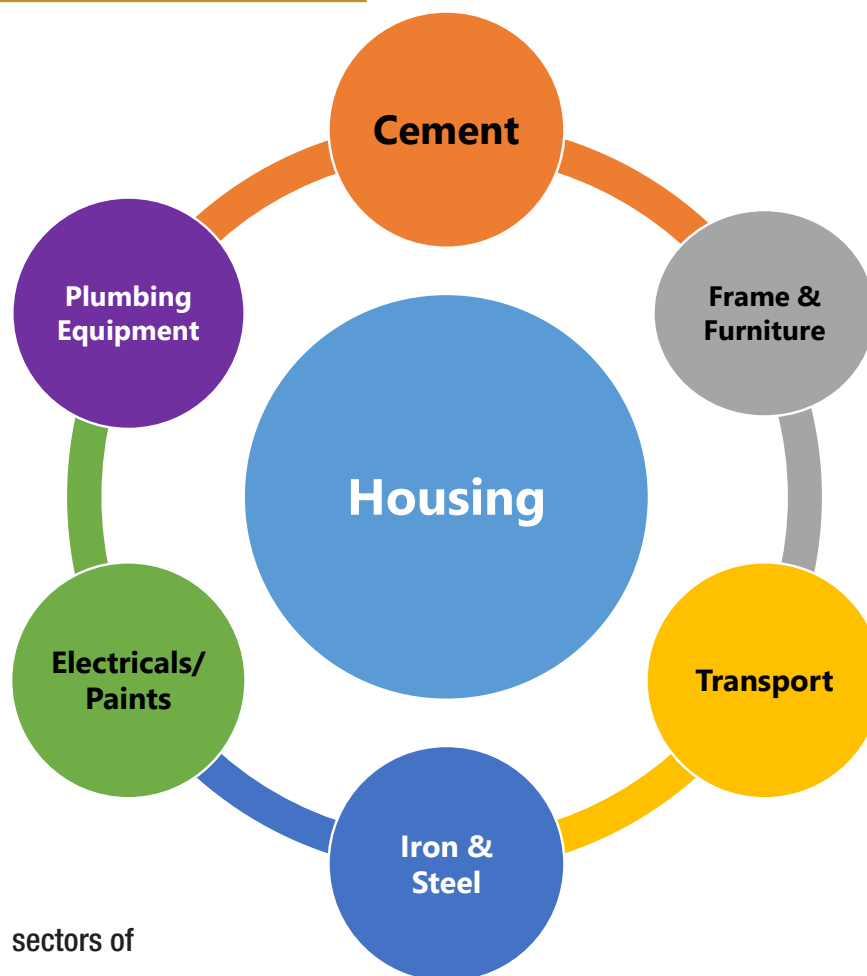 Cement
Plumbing
Equipment
Frame &
Furniture
Housing
Electricals/
Paints
Transport
Iron &
Steel
sectors of